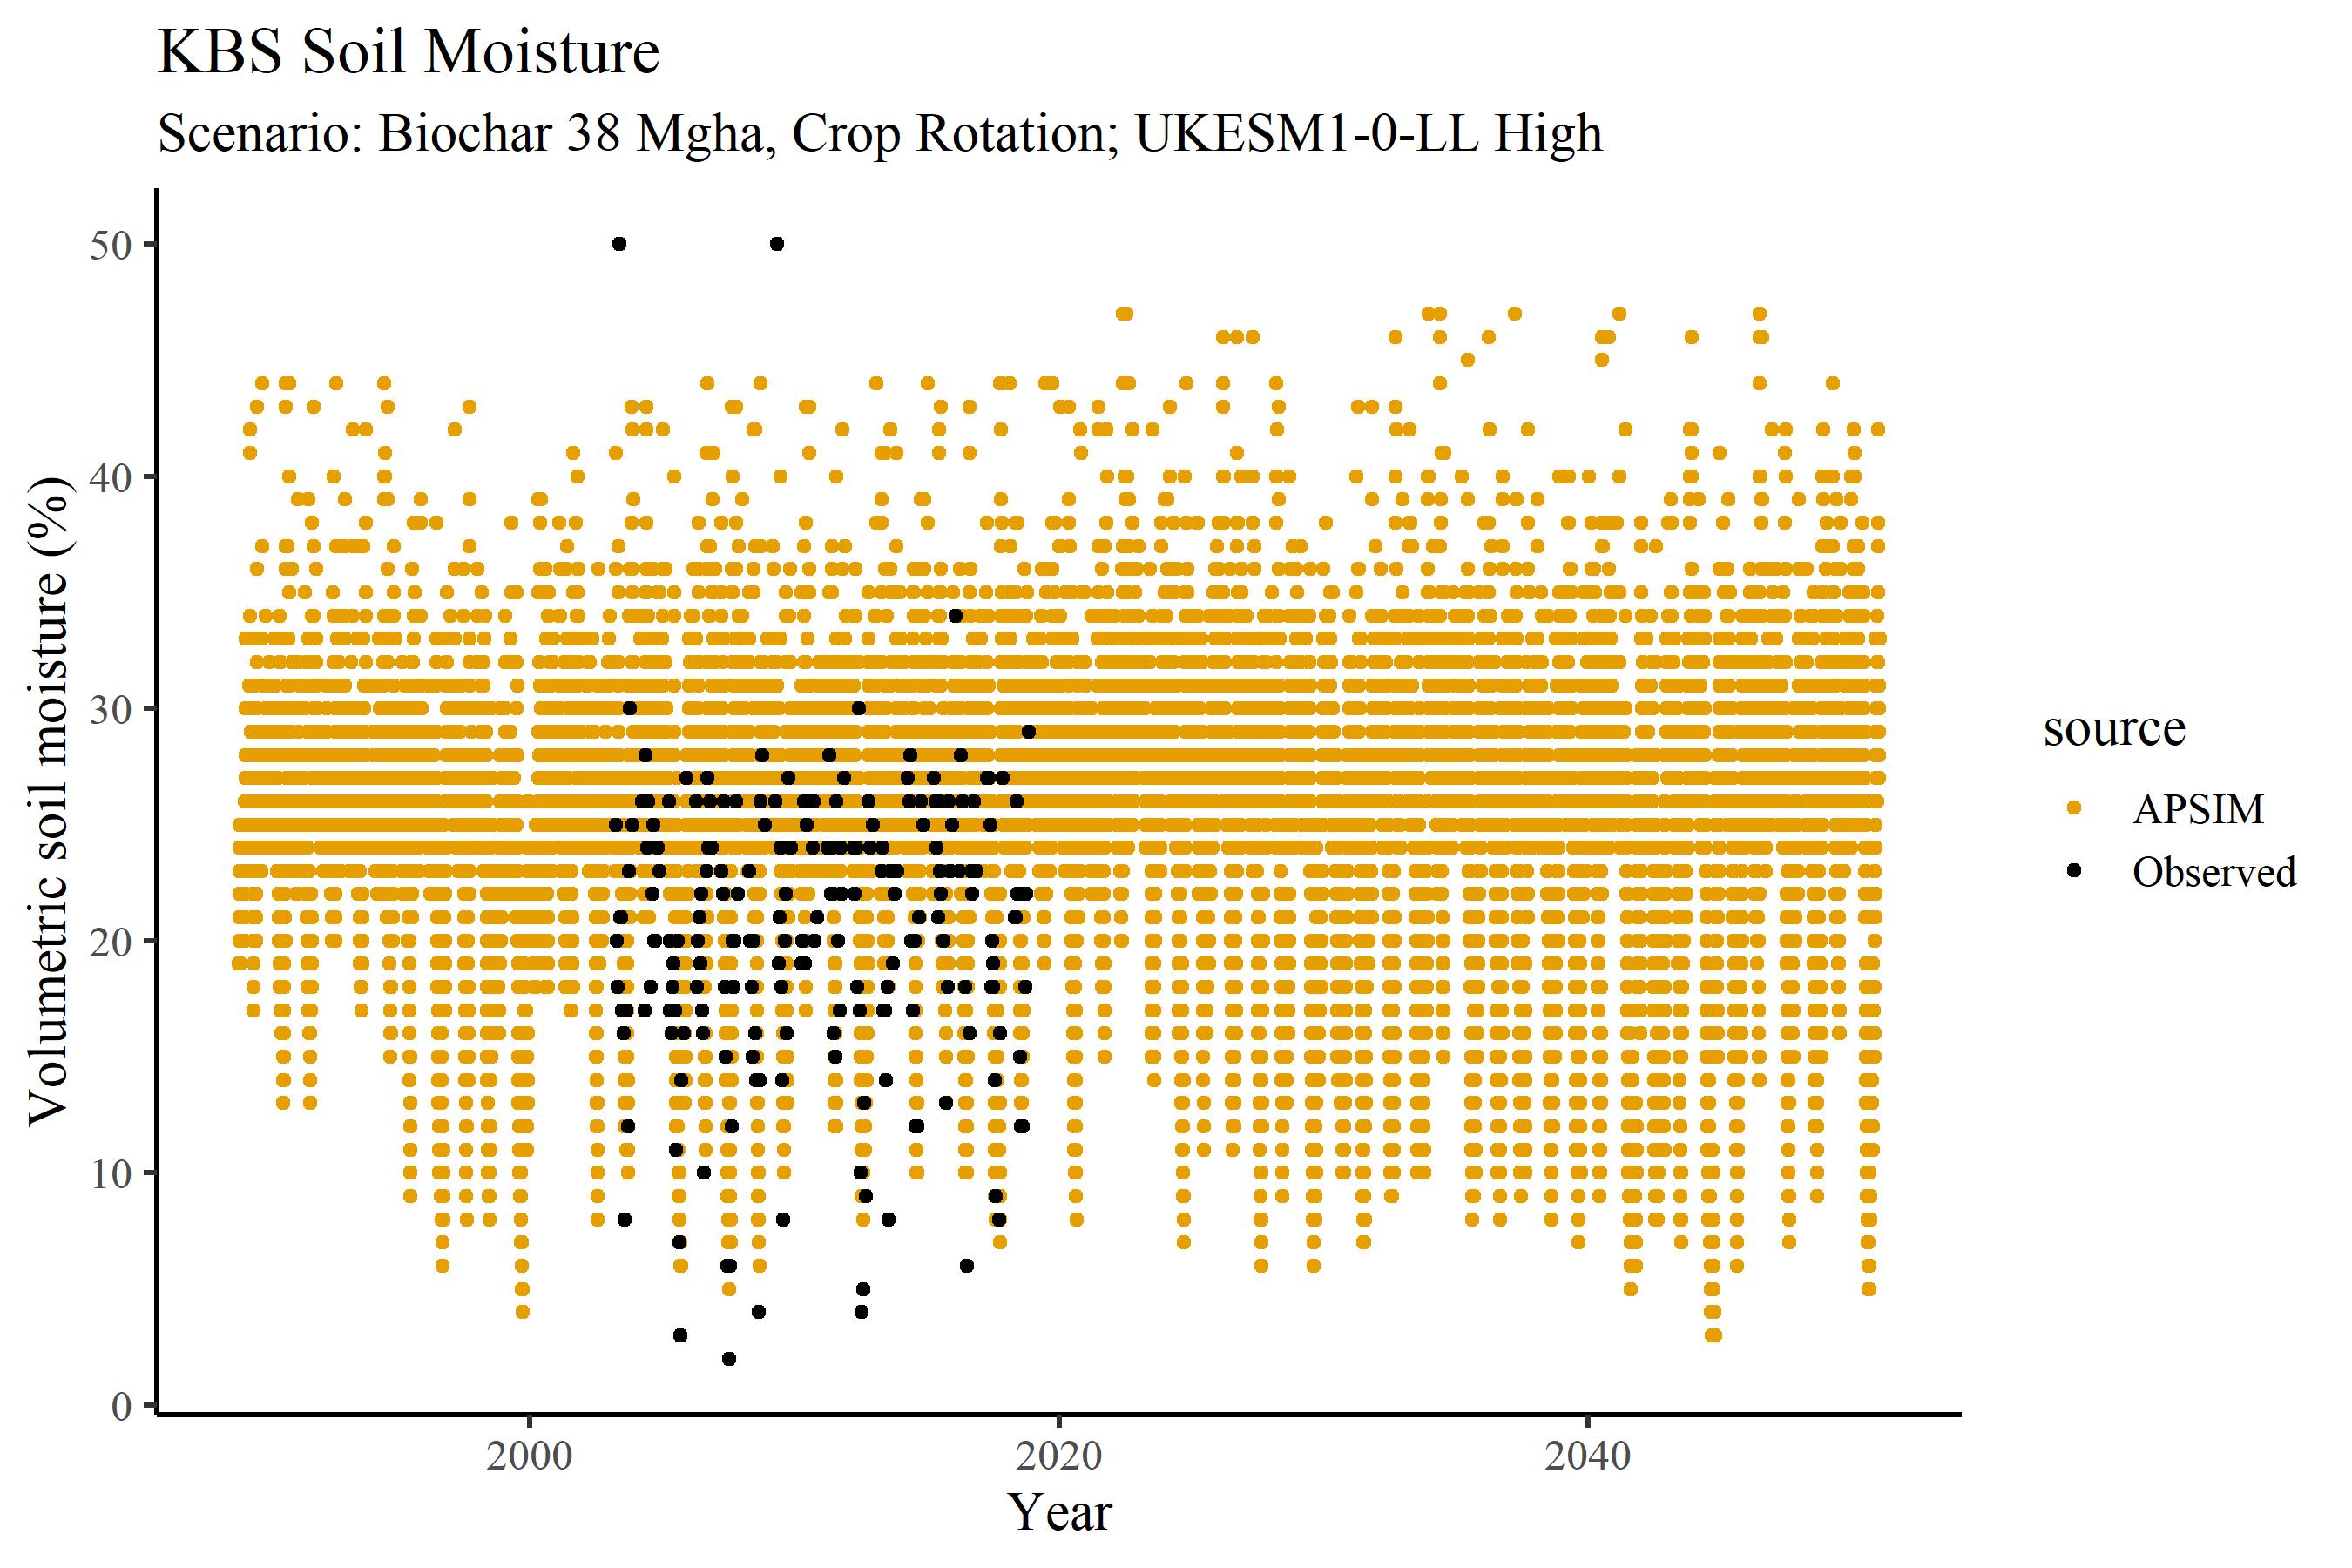 KBS Soil Moisture
Scenario: Biochar 38 Mgha, Crop Rotation; UKESM1-0-LL High
Volumetric soil moisture (%)
50
40
30
20
10
0
2000
2020
2040
Year
source
APSIM
Observed